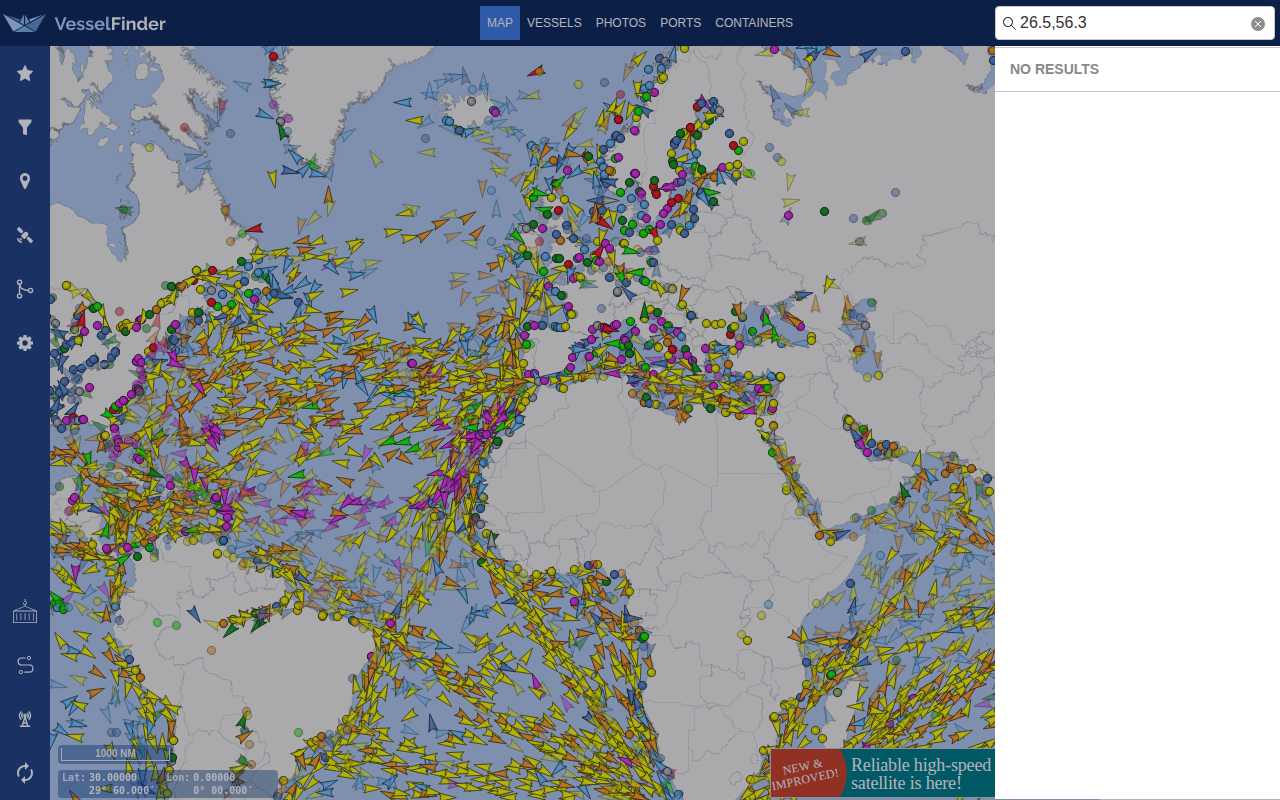 VesselFinder
MAP VESSELS PHOTOS PORTS CONTAINERS
26.5,56.3
NO RESULTS
1000 NM
Lat: 30.00000 Lon: 0.00000
29° 60.000' 0° 00.000'
NEW &
IMPROVED!
Reliable high-speed
satellite is here!